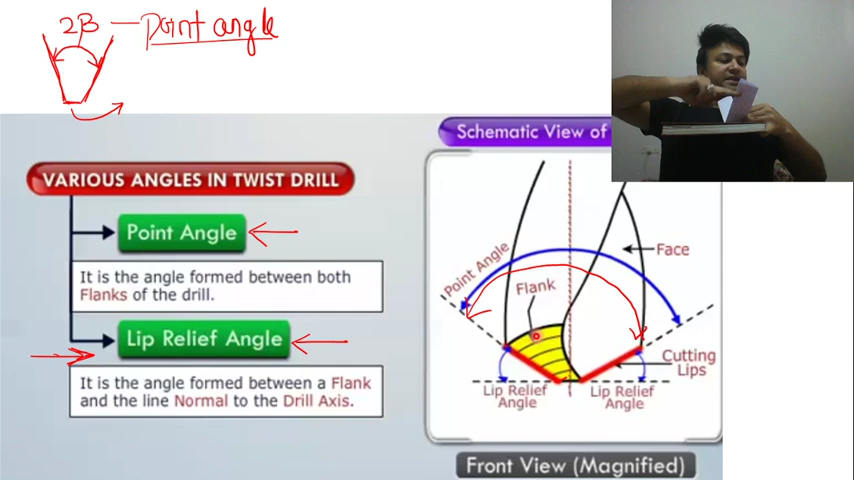 2β — Point angle
Schematic View of
VARIOUS ANGLES IN TWIST DRILL
Point Angle
It is the angle formed between both
Flanks of the drill.
Lip Relief Angle
It is the angle formed between a Flank
and the line Normal to the Drill Axis.
Point Angle
Face
Flank
Cutting
Lips
Lip Relief
Angle
Lip Relief
Angle
Front View (Magnified)